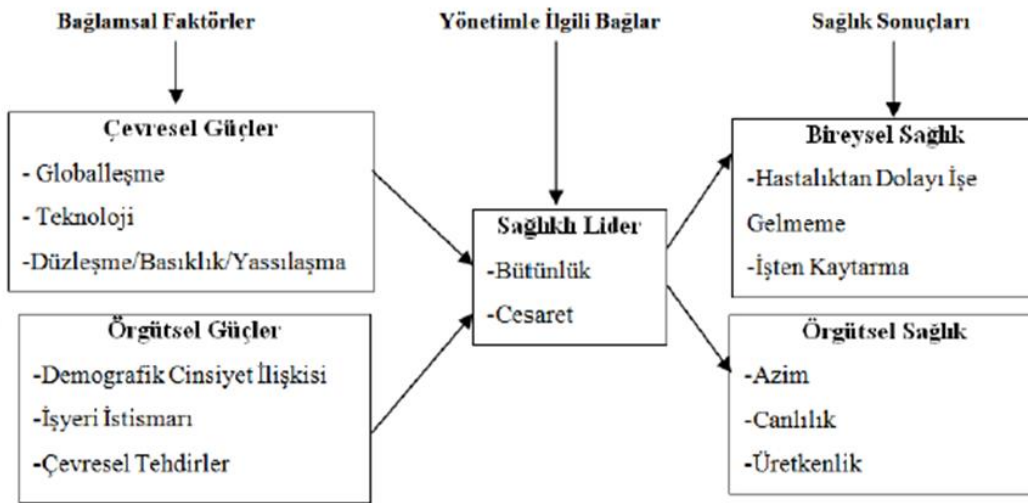 Bağlamsal Faktörler
Yönetimle İlgili Bağlar
Sağlık Sonuçları
Çevresel Güçler
- Globalleşme
- Teknoloji
-Düzleşme/Basıklık/Yassılaşma
Örgütsel Güçler
-Demografik Cinsiyet İlişkisi
-İşyeri İstismarı
-Çevresel Tehdirler
Sağlıklı Lider
-Bütünlük
-Cesaret
Bireysel Sağlık
-Hastalıktan Dolayı İşe
Gelmeme
-İşten Kaytarma
Örgütsel Sağlık
-Azim
-Canlılık
-Üretkenlik